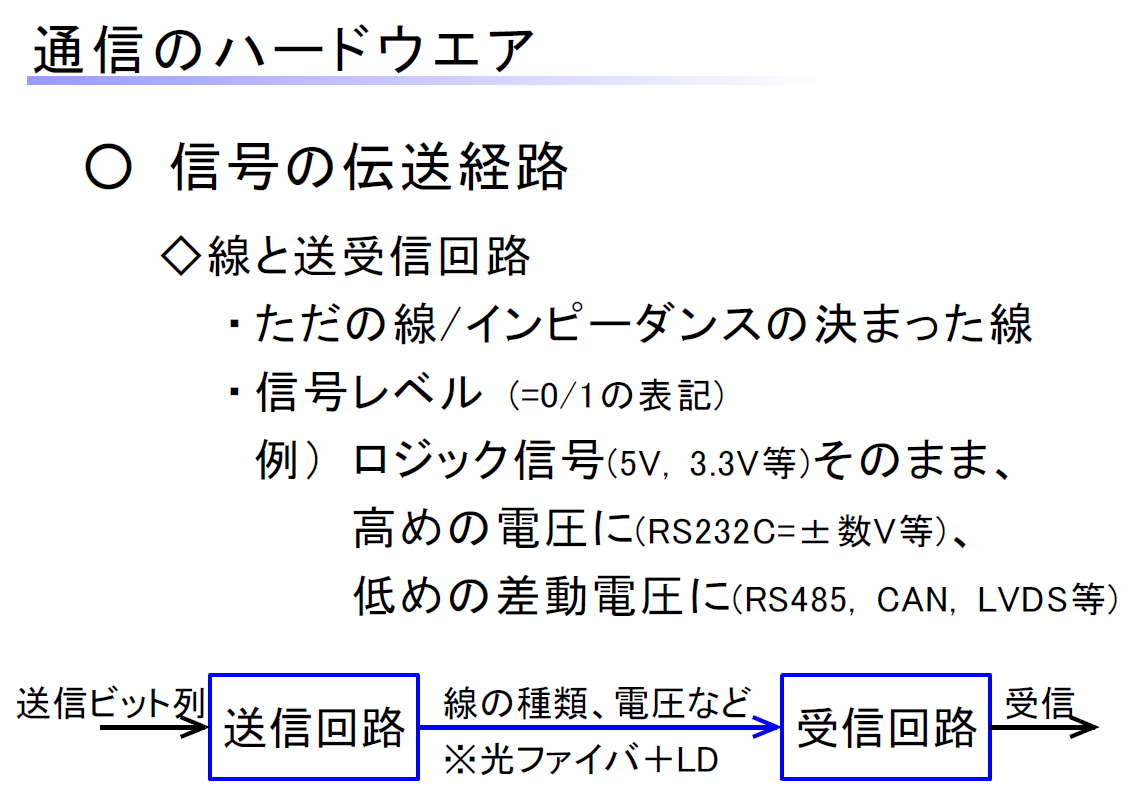 通信のハードウエア
○ 信号の伝送経路
◇線と送受信回路
・ただの線/インピーダンスの決まった線
・信号レベル (=0/1の表記)
例) ロジック信号(5V, 3.3V等)そのまま、
高めの電圧に(RS232C=±数V等)、
低めの差動電圧に(RS485, CAN, LVDS等)
送信ビット列
送信回路
線の種類、電圧など
※光ファイバ+LD
受信回路
受信